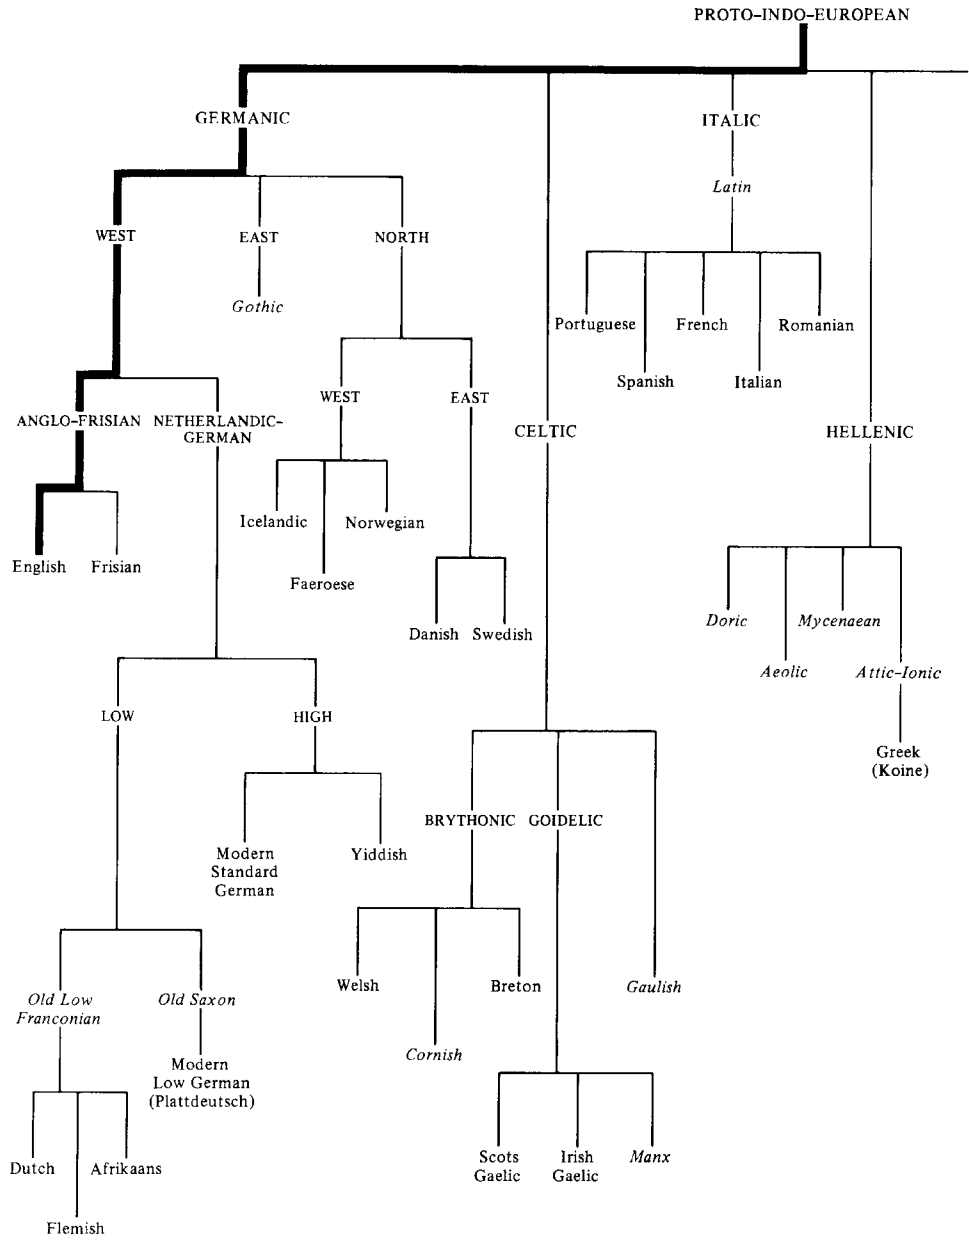 PROTO-INDO-EUROPEAN
GERMANIC
ITALIC
Latin
WEST
EAST
NORTH
Gothic
Portuguese
French
Romanian
Spanish
Italian
WEST
EAST
ANGLO-FRISIAN
NETHERLANDIC-
GERMAN
CELTIC
HELLENIC
Icelandic
Norwegian
English
Frisian
Faeroese
Danish
Swedish
Doric
Mycenaean
Aeolic
Attic-Ionic
LOW
HIGH
Greek
(Koine)
BRYTHONIC
GOIDELIC
Modern
Standard
German
Yiddish
Welsh
Breton
Gaulish
Old Low
Franconian
Old Saxon
Cornish
Modern
Low German
(Plattdeutsch)
Dutch
Afrikaans
Scots
Gaelic
Irish
Gaelic
Manx
Flemish